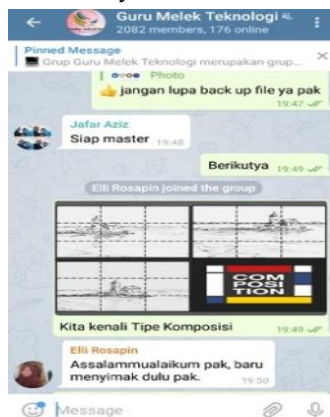 Guru Melek Teknologi
2082 members, 176 online
Pinned Message
Grup Guru Melek Teknologi merupakan grup...
Photo
jangan lupa back up file ya pak
19:47
Jafar Aziz
Siap master 19:48
Berikutya 19:49
Elli Rosapin joined the group
COM
POSI
TION
Kita kenali Tipe Komposisi 19:49
Elli Rosapin
Assalammualaikum pak, baru
menyimak dulu pak. 19:50
Message